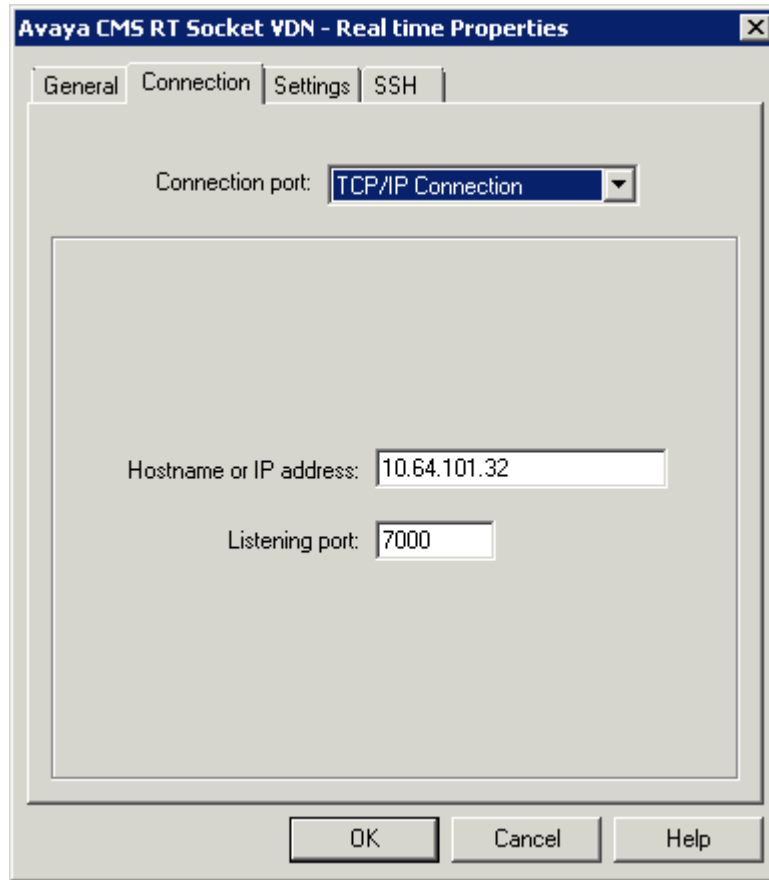 Avaya CMS RT Socket VDN - Real time Properties
General Connection Settings SSH
Connection port: TCP/IP Connection
Hostname or IP address: 10.64.101.32
Listening port: 7000
OK Cancel Help